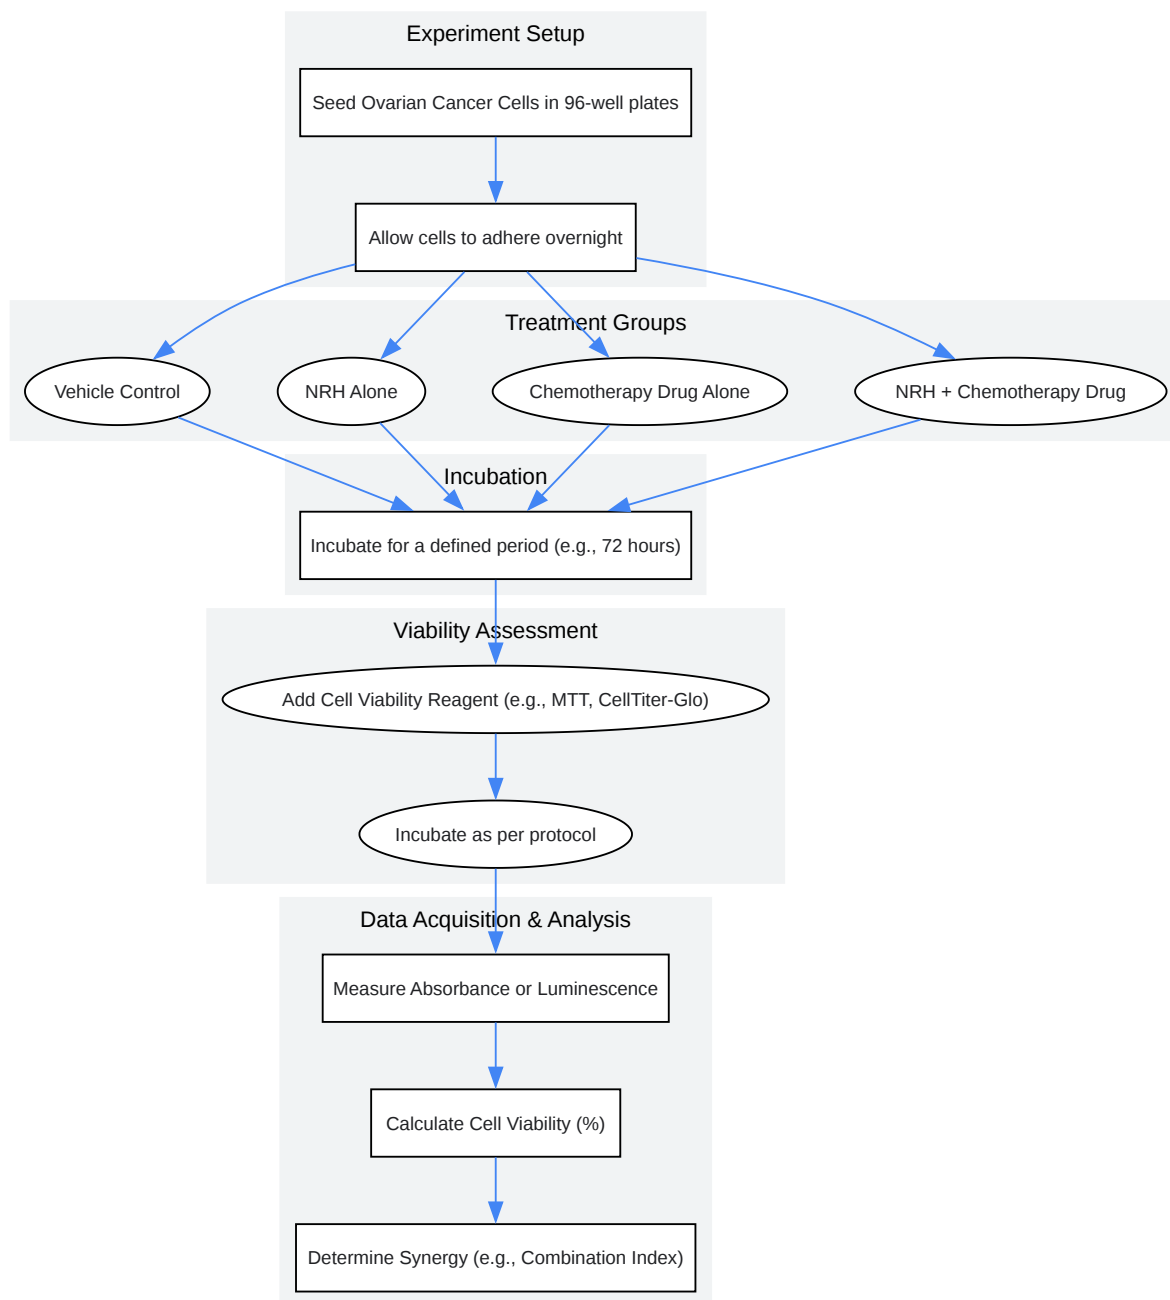 Experiment Setup
Seed Ovarian Cancer Cells in 96-well plates
Allow cells to adhere overnight
Treatment Groups
Vehicle Control
NRH Alone
Chemotherapy Drug Alone
NRH + Chemotherapy Drug
Incubation
Incubate for a defined period (e.g., 72 hours)
Viability Assessment
Add Cell Viability Reagent (e.g., MTT, CellTiter-Glo)
Incubate as per protocol
Data Acquisition & Analysis
Measure Absorbance or Luminescence
Calculate Cell Viability (%)
Determine Synergy (e.g., Combination Index)